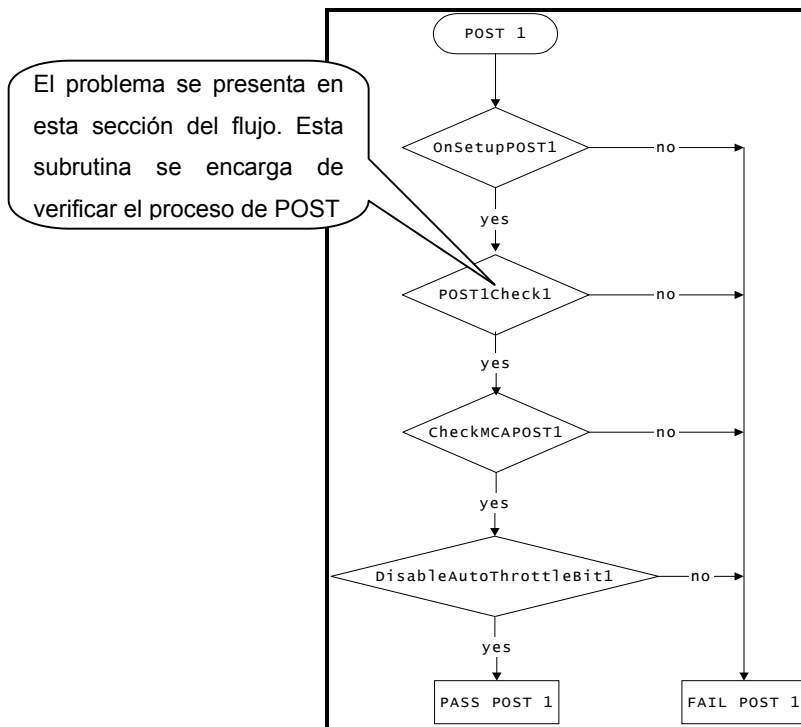 POST 1
El problema se presenta en
esta sección del flujo. Esta
subrutina se encarga de
verificar el proceso de POST
OnSetupPOST1
no
yes
POST1Check1
no
yes
CheckMCAPOST1
no
yes
DisableAutoThrottleBit1
no
yes
PASS POST 1
FAIL POST 1